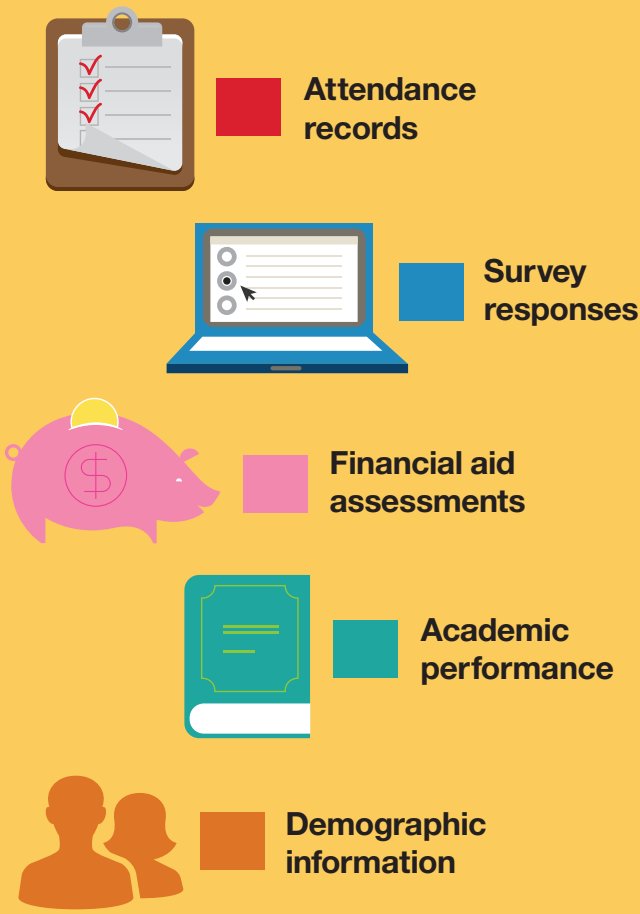 Attendance
records
Survey
responses
$
Financial aid
assessments
Academic
performance
Demographic
information